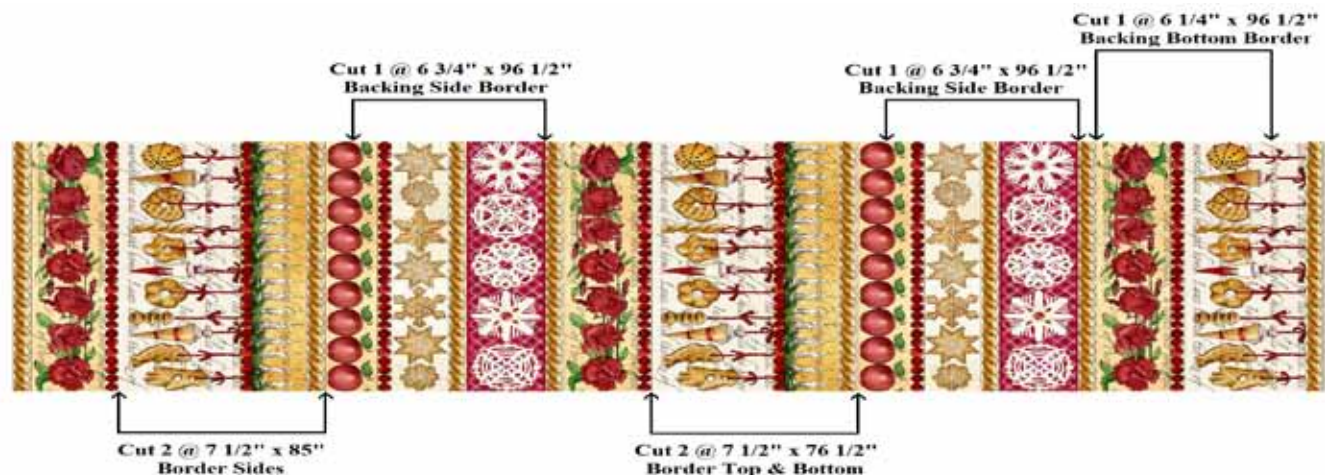 Cut 1 @ 6 1/4" x 96 1/2"
Backing Bottom Border
Cut 1 @ 6 3/4" x 96 1/2"
Backing Side Border
Cut 1 @ 6 3/4" x 96 1/2"
Backing Side Border
Cut 2 @ 7 1/2" x 85"
Border Sides
Cut 2 @ 7 1/2" x 76 1/2"
Border Top & Bottom